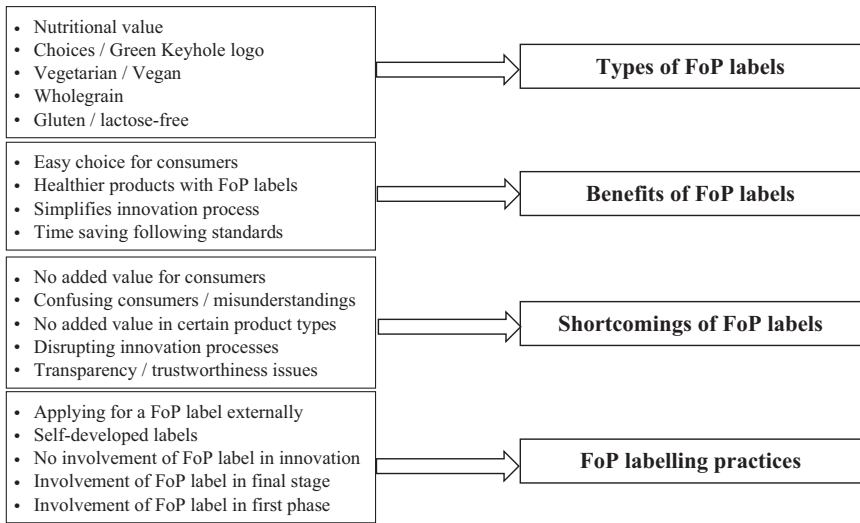 • Nutritional value
• Choices / Green Keyhole logo
• Vegetarian / Vegan
• Wholegrain
• Gluten / lactose-free
Types of FoP labels
• Easy choice for consumers
• Healthier products with FoP labels
• Simplifies innovation process
• Time saving following standards
Benefits of FoP labels
• No added value for consumers
• Confusing consumers / misunderstandings
• No added value in certain product types
• Disrupting innovation processes
• Transparency / trustworthiness issues
Shortcomings of FoP labels
• Applying for a FoP label externally
• Self-developed labels
• No involvement of FoP label in innovation
• Involvement of FoP label in final stage
• Involvement of FoP label in first phase
FoP labelling practices